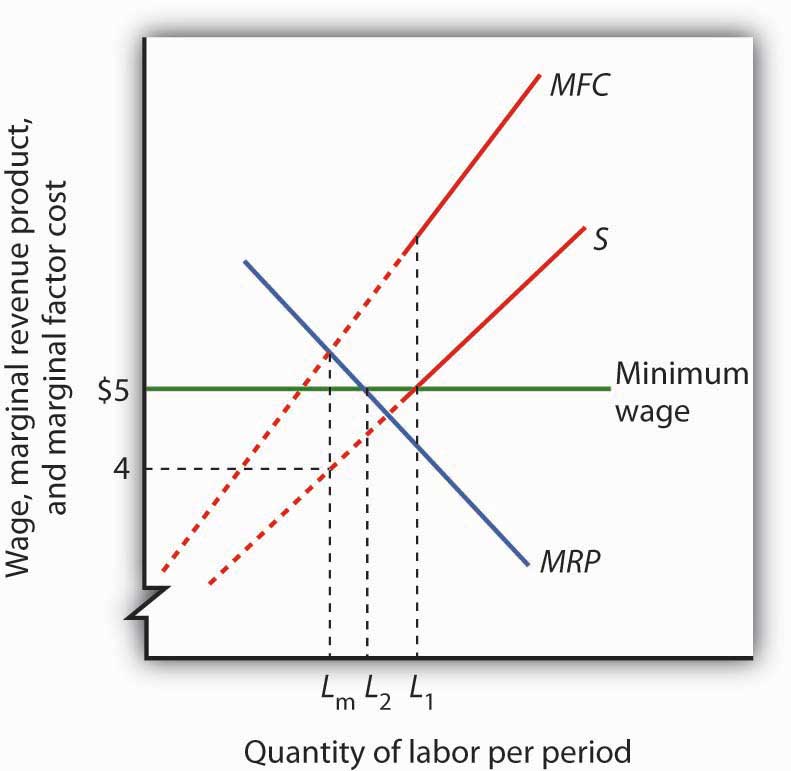 Wage, marginal revenue product,
and marginal factor cost
MFC
S
$5
Minimum
wage
4
MRP
Lm L2 L1
Quantity of labor per period